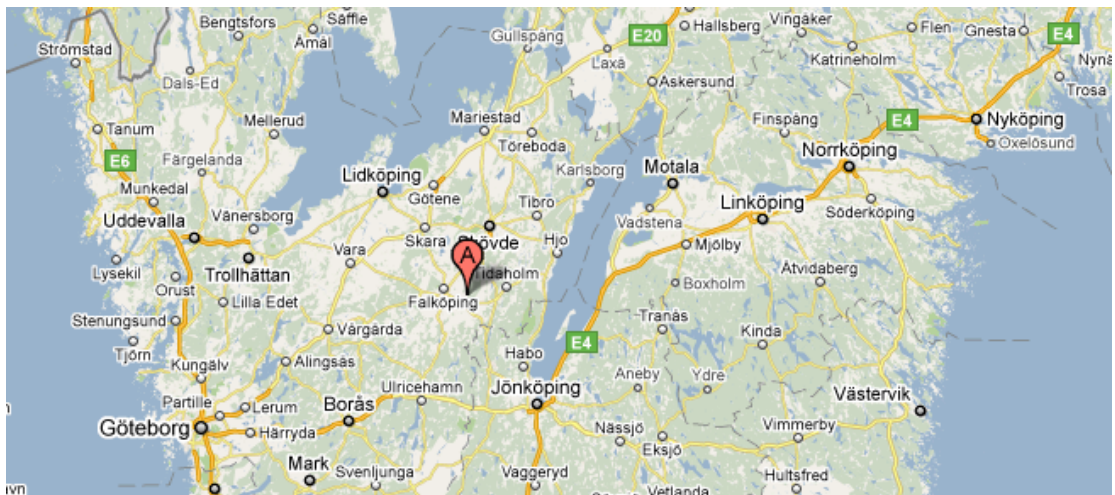 Bengtsfors
Säffle
Åmål
Gullspång
E20
Hallsberg
Vingåker
Flen
Gnesta
E4
Strömstad
Dals-Ed
Laxå
Katrineholm
Askersund
Trosa
Tanum
Mellerud
Mariestad
Töreboda
Finspång
E4
Nyköping
Oxelösund
E6
Färgelanda
Lidköping
Karlsborg
Motala
Norrköping
Munkedal
Götene
Tibro
Vadstena
Linköping
Söderköping
Uddevalla
Vänersborg
Skara
Skövde
Hjo
Mjölby
Lysekil
Trollhättan
Vara
A
Tidaholm
Åtvidaberg
Orust
Lilla Edet
Falköping
Boxholm
Stenungsund
Vårgårda
Tranås
Kinda
Tjörn
E4
Kungälv
Alingsås
Habo
Aneby
Ydre
Partille
Lerum
Ulricehamn
Jönköping
Västervik
Göteborg
Härryda
Borås
Nässjö
Eksjö
Vimmerby
Mark
Svenljunga
Vaggeryd
Vetlanda
Hultsfred